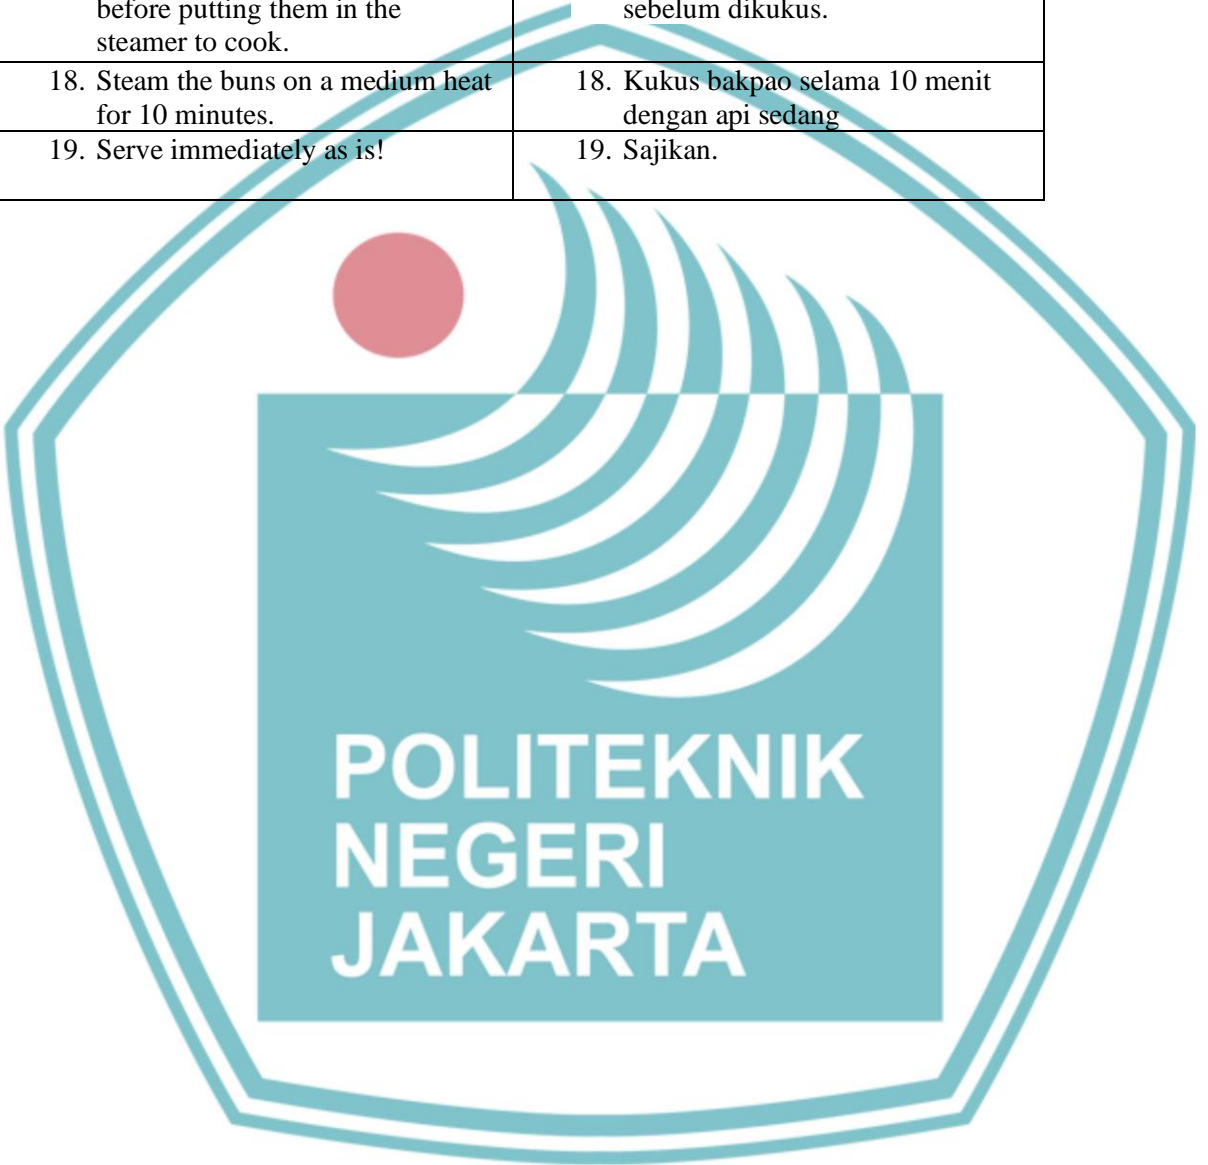 before putting them in the
steamer to cook.
sebelum dikukus.
18. Steam the buns on a medium heat
for 10 minutes.
18. Kukus bakpao selama 10 menit
dengan api sedang
19. Serve immediately as is!
19. Sajikan.
POLITEKNIK
NEGERI
JAKARTA